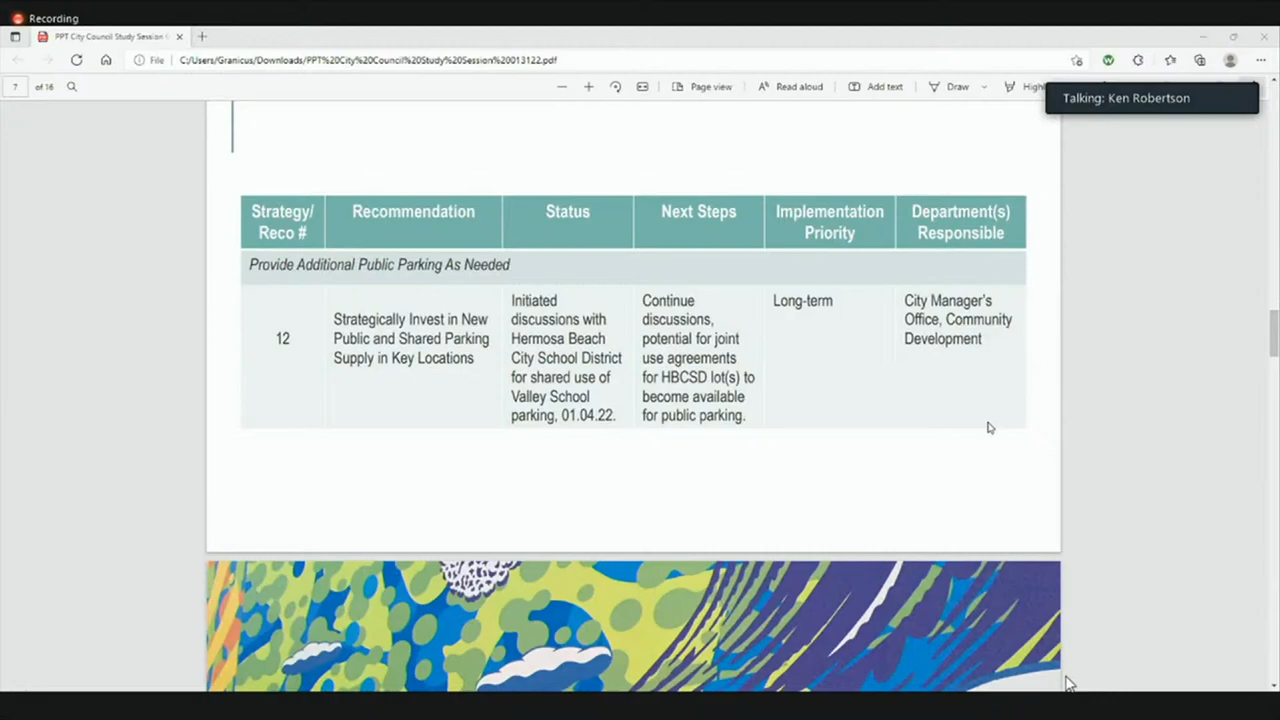 Recording
PPT City Council Study Session
File
C:/Users/Granicus/Downloads/PPT%20City%20Council%20Study%20Session%20013122.pdf
7 of 16
Page view
Read aloud
Add text
Draw
Talking: Ken Robertson
Strategy/
Reco #
Recommendation
Status
Next Steps
Implementation
Priority
Department(s)
Responsible
Provide Additional Public Parking As Needed
12
Strategically Invest in New
Public and Shared Parking
Supply in Key Locations
Initiated
discussions with
Hermosa Beach
City School District
for shared use of
Valley School
parking, 01.04.22.
Continue
discussions,
potential for joint
use agreements
for HBCSD lot(s) to
become available
for public parking.
Long-term
City Manager's
Office, Community
Development